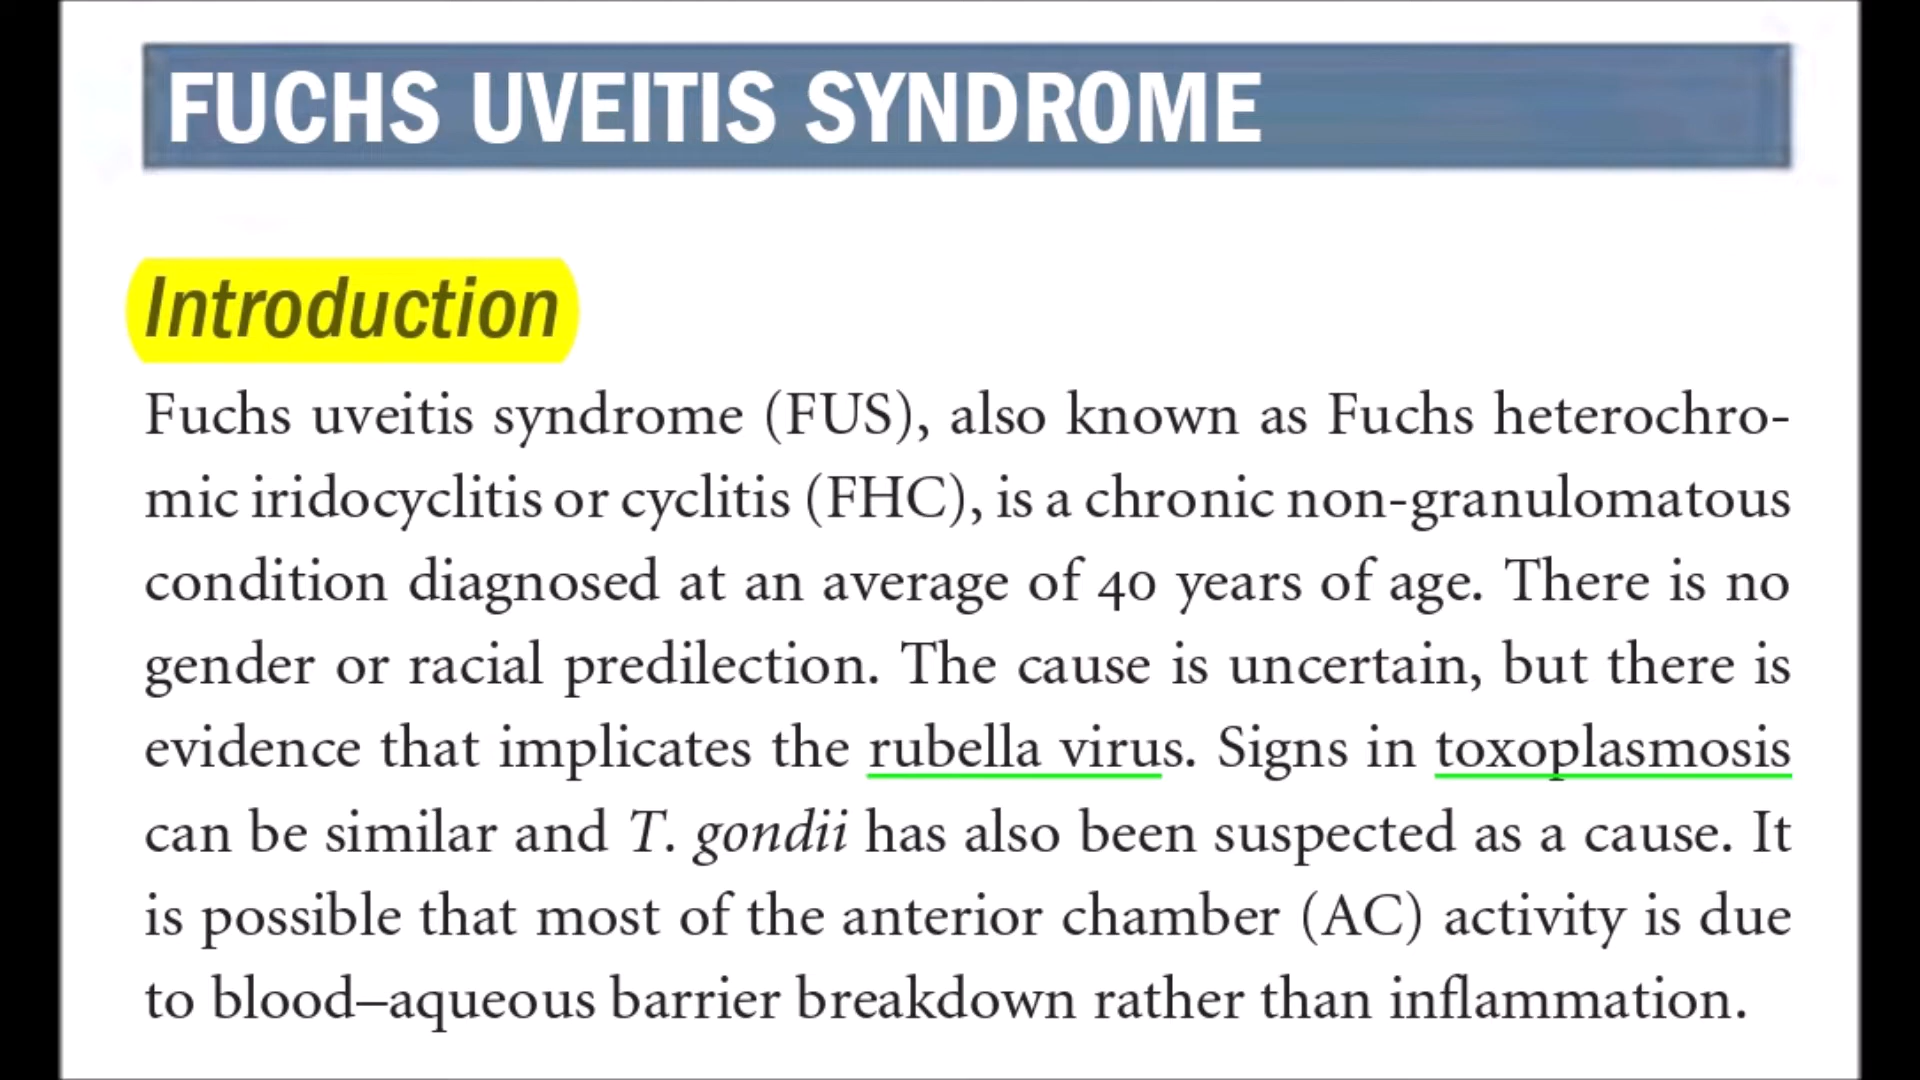 FUCHS UVEITIS SYNDROME
Introduction
Fuchs uveitis syndrome (FUS), also known as Fuchs heterochro-
mic iridocyclitis or cyclitis (FHC), is a chronic non-granulomatous
condition diagnosed at an average of 40 years of age. There is no
gender or racial predilection. The cause is uncertain, but there is
evidence that implicates the rubella virus. Signs in toxoplasmosis
can be similar and T. gondii has also been suspected as a cause. It
is possible that most of the anterior chamber (AC) activity is due
to blood–aqueous barrier breakdown rather than inflammation.